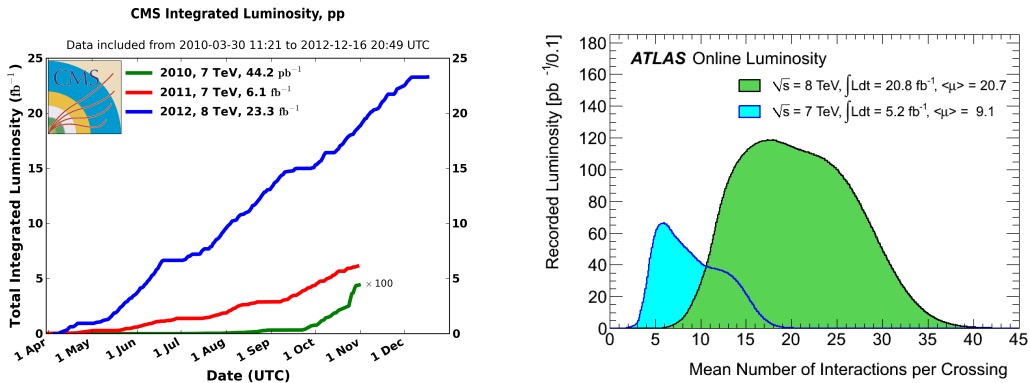 CMS Integrated Luminosity, pp
Data included from 2010-03-30 11:21 to 2012-12-16 20:49 UTC
CMS
2010, 7 TeV, 44.2 pb⁻¹
2011, 7 TeV, 6.1 fb⁻¹
2012, 8 TeV, 23.3 fb⁻¹
Total Integrated Luminosity (fb⁻¹)
25
20
15
10
5
0
25
20
15
10
5
0
× 100
1 Apr
1 May
1 Jun
1 Jul
1 Aug
1 Sep
1 Oct
1 Nov
1 Dec
Date (UTC)
ATLAS Online Luminosity
√s = 8 TeV, ∫Ldt = 20.8 fb⁻¹, <μ> = 20.7
√s = 7 TeV, ∫Ldt = 5.2 fb⁻¹, <μ> = 9.1
Recorded Luminosity [pb⁻¹/0.1]
180
160
140
120
100
80
60
40
20
0
0 5 10 15 20 25 30 35 40 45
Mean Number of Interactions per Crossing